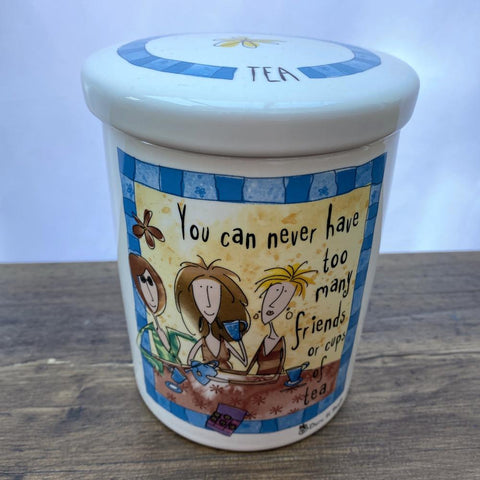 TEA
You can never have
too
many
friends
or cups
of
tea